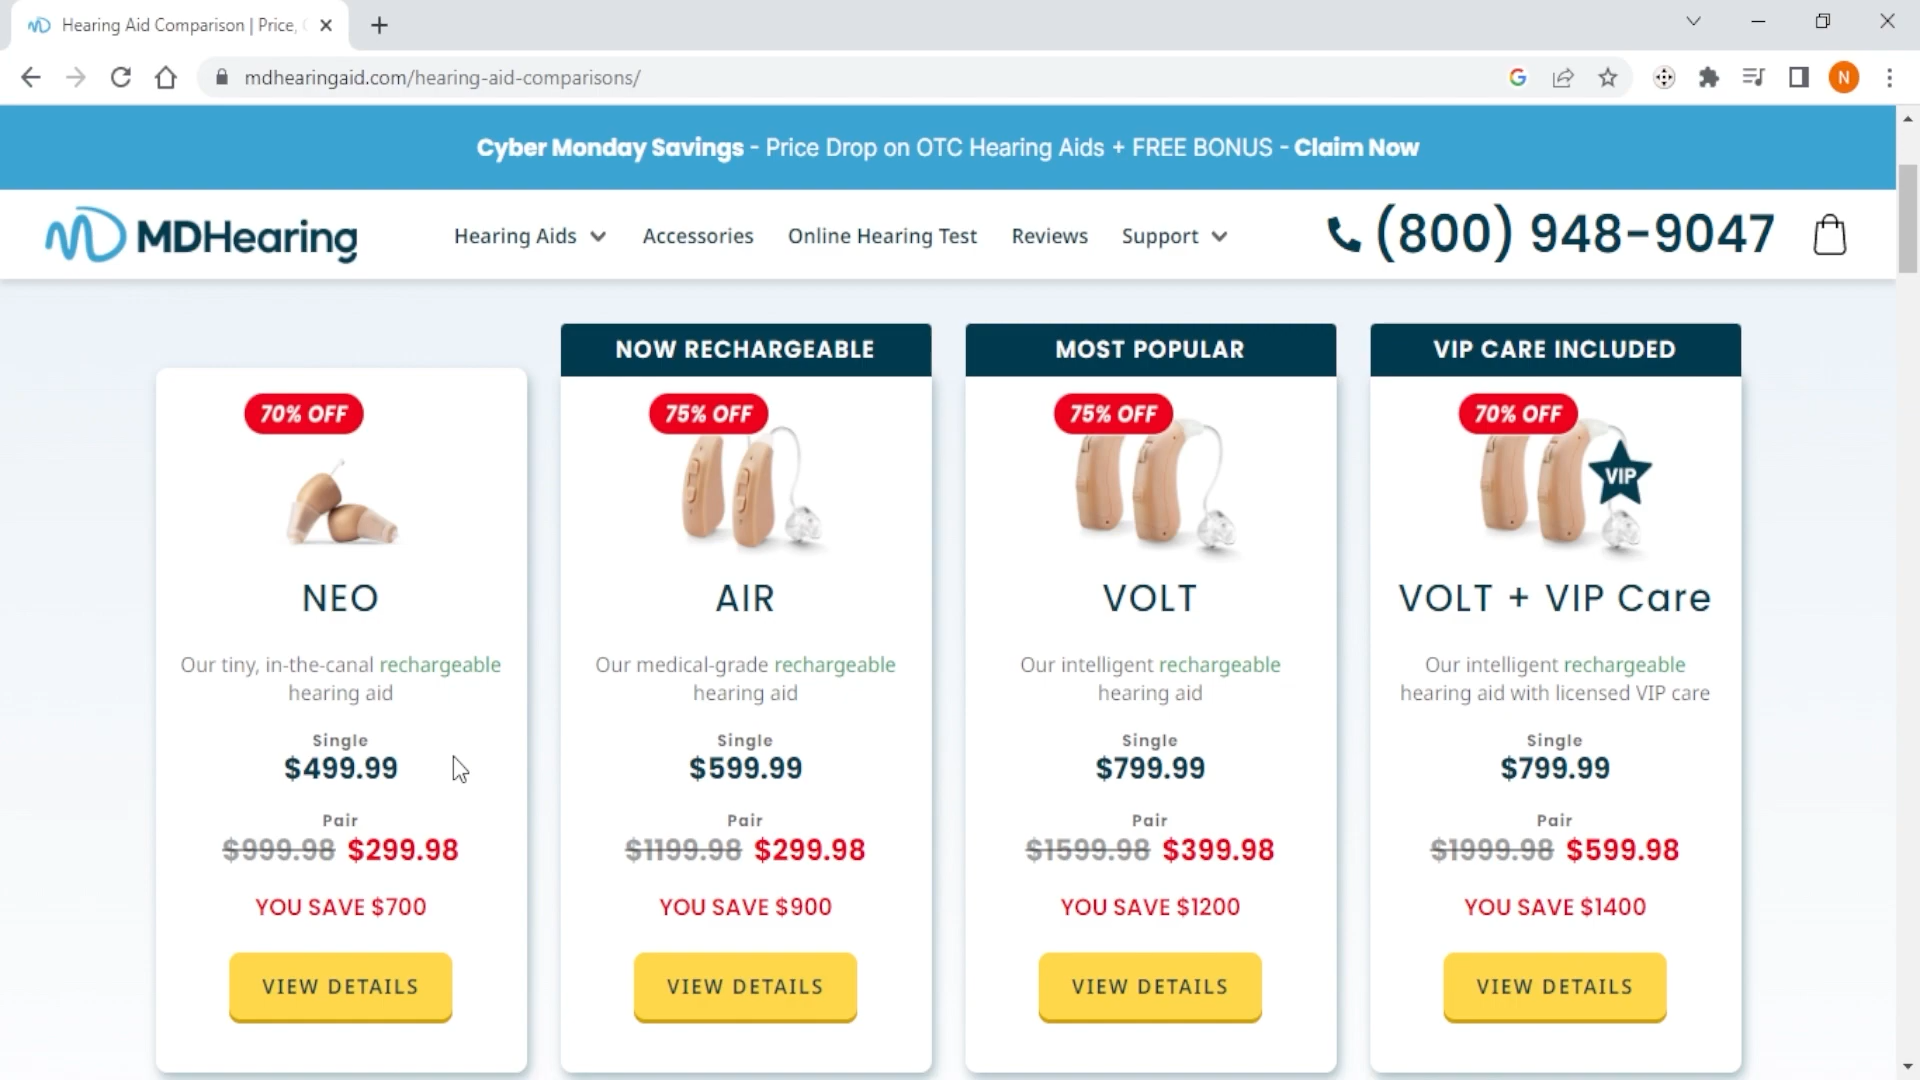 Hearing Aid Comparison | Price,
mdhearingaid.com/hearing-aid-comparisons/
N
Cyber Monday Savings - Price Drop on OTC Hearing Aids + FREE BONUS - Claim Now
MDHearing
Hearing Aids
Accessories
Online Hearing Test
Reviews
Support
(800) 948-9047
70% OFF
NEO
Our tiny, in-the-canal rechargeable
hearing aid
Single
$499.99
Pair
$999.98 $299.98
YOU SAVE $700
VIEW DETAILS
NOW RECHARGEABLE
75% OFF
AIR
Our medical-grade rechargeable
hearing aid
Single
$599.99
Pair
$1199.98 $299.98
YOU SAVE $900
VIEW DETAILS
MOST POPULAR
75% OFF
VOLT
Our intelligent rechargeable
hearing aid
Single
$799.99
Pair
$1599.98 $399.98
YOU SAVE $1200
VIEW DETAILS
VIP CARE INCLUDED
70% OFF
VIP
VOLT + VIP Care
Our intelligent rechargeable
hearing aid with licensed VIP care
Single
$799.99
Pair
$1999.98 $599.98
YOU SAVE $1400
VIEW DETAILS